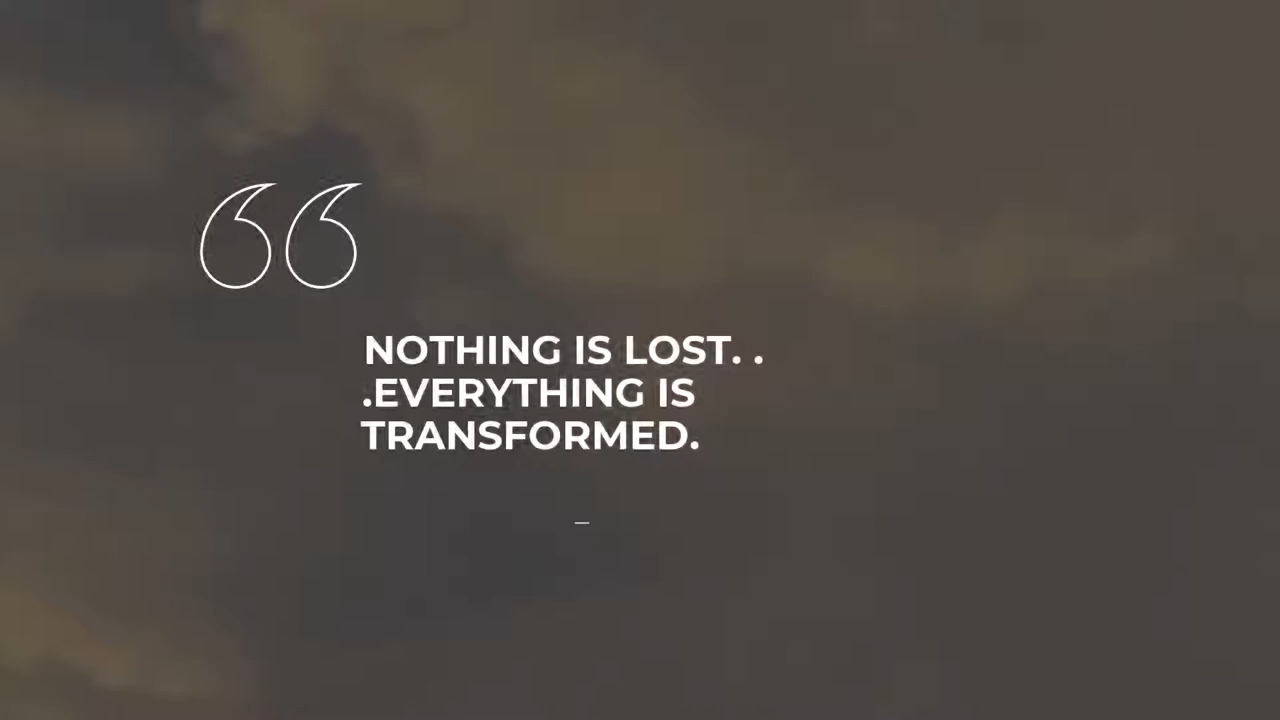 “
NOTHING IS LOST. .
.EVERYTHING IS
TRANSFORMED.
_